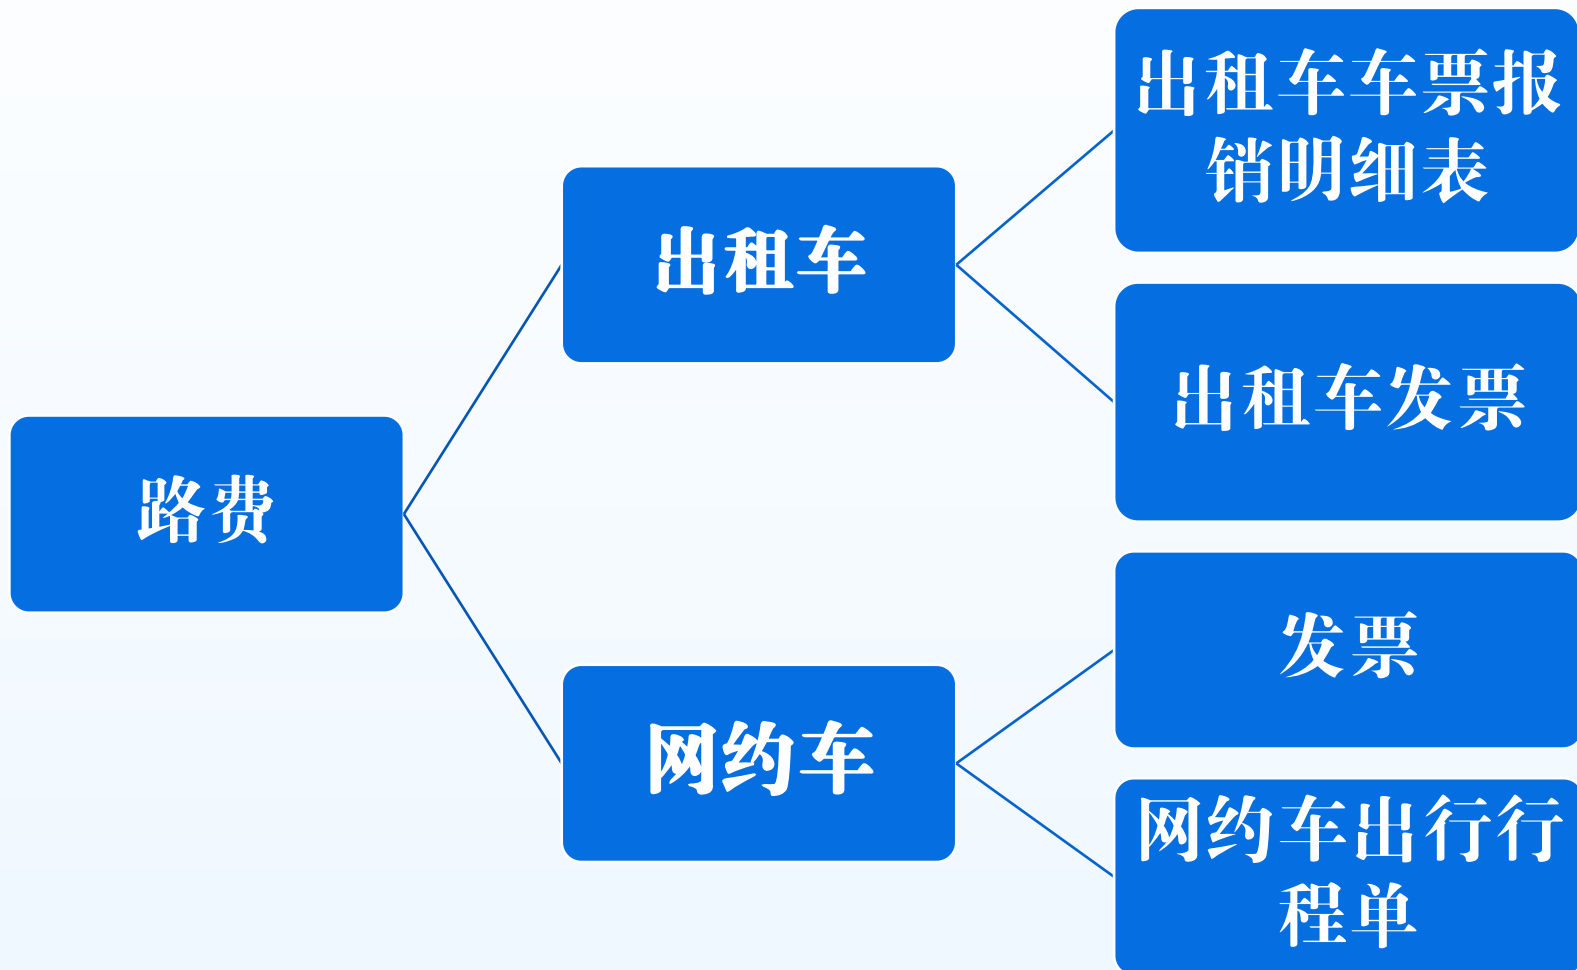 路费
出租车
网约车
出租车车票报
销明细表
出租车发票
发票
网约车出行行
程单